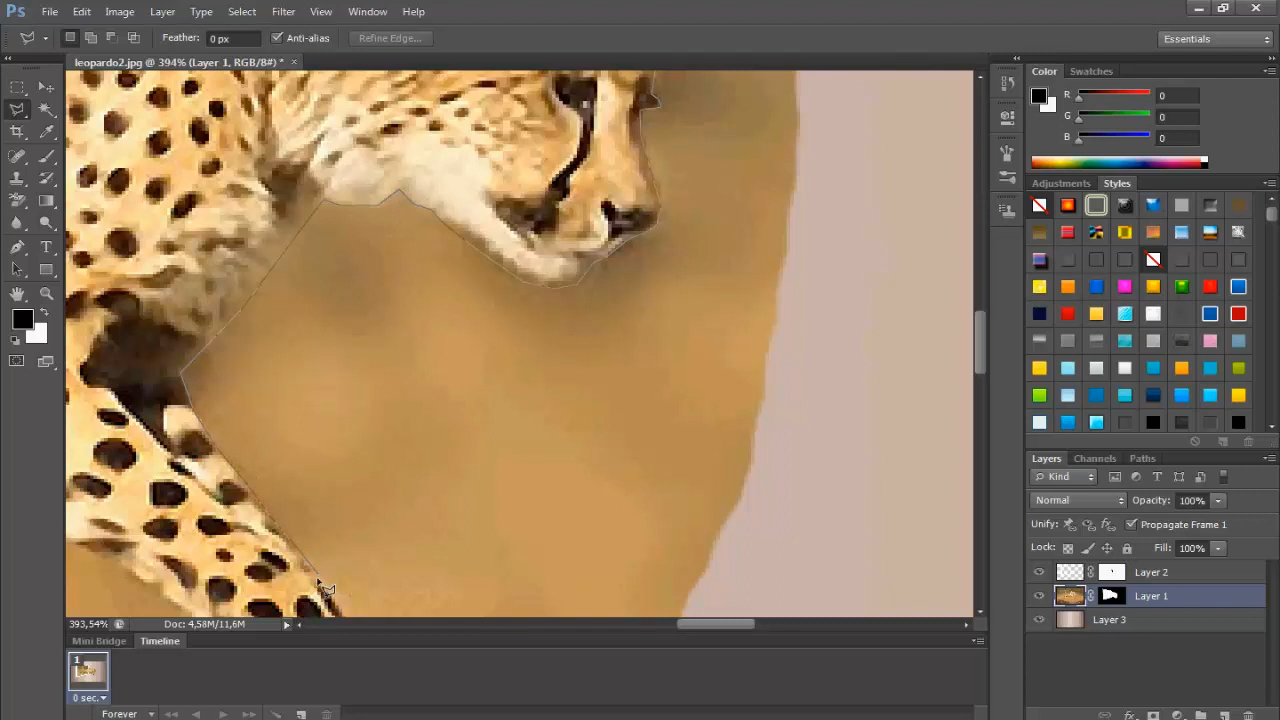 Ps File Edit Image Layer Type Select Filter View Window Help
Feather: 0 px Anti-alias Refine Edge... Essentials
leopardo2.jpg @ 394% (Layer 1, RGB/8#) * ×
Color Swatches
R 0
G 0
B 0
Adjustments Styles
Layers Channels Paths
Kind
Normal Opacity: 100%
Unify: Propagate Frame 1
Lock: Fill: 100%
Layer 2
Layer 1
Layer 3
393,54% Doc: 4,58M/11,6M
Mini Bridge Timeline
1
0 sec.
Forever